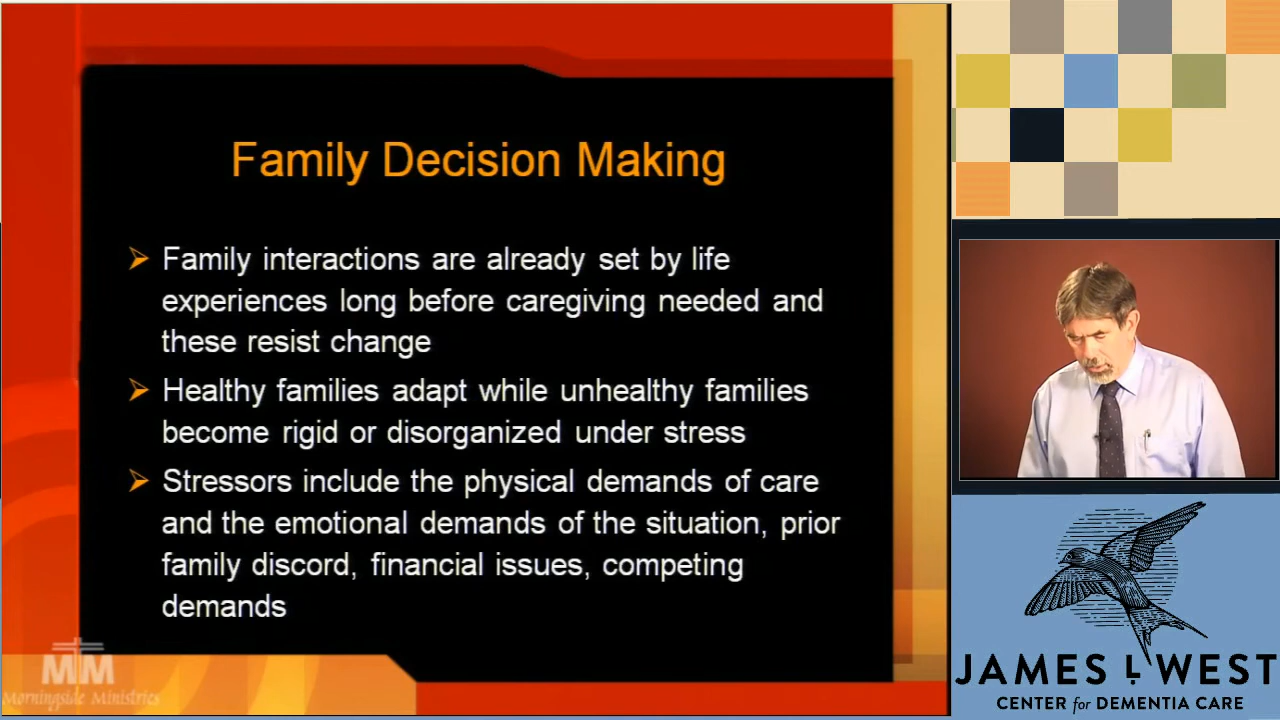 Family Decision Making
Family interactions are already set by life
experiences long before caregiving needed and
these resist change
Healthy families adapt while unhealthy families
become rigid or disorganized under stress
Stressors include the physical demands of care
and the emotional demands of the situation, prior
family discord, financial issues, competing
demands
MM
Morningside Ministries
JAMES L WEST
CENTER for DEMENTIA CARE